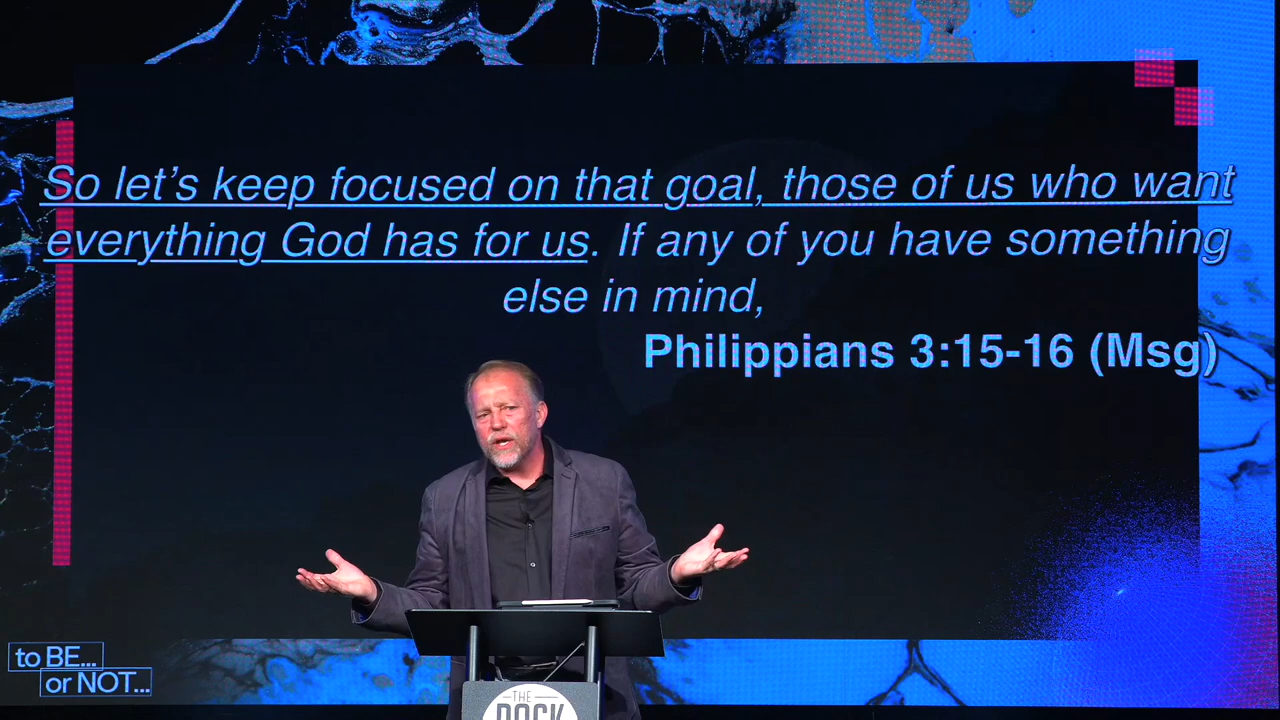 So let's keep focused on that goal, those of us who want
everything God has for us. If any of you have something
else in mind,
Philippians 3:15-16 (Msg)
to BE...
or NOT...
THE